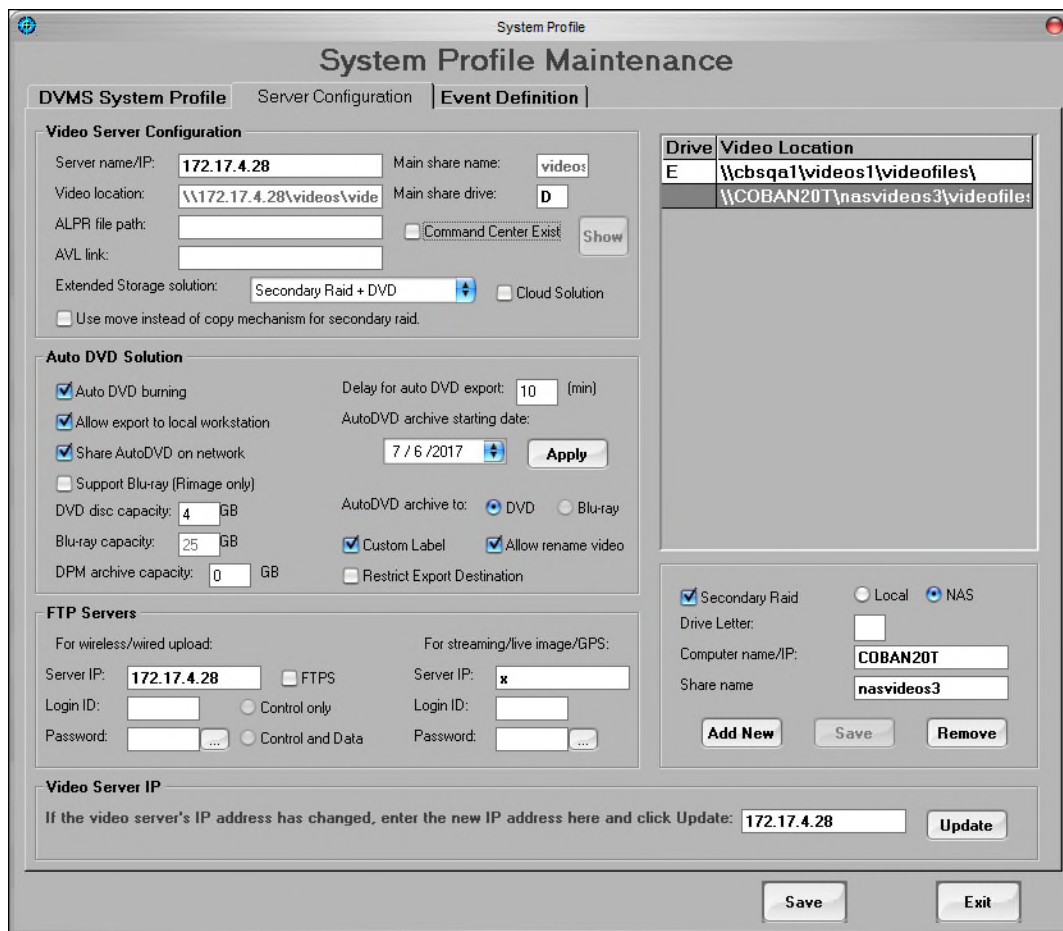 System Profile
System Profile Maintenance
DVMS System Profile
Server Configuration
Event Definition
Video Server Configuration
Server name/IP: 172.17.4.28 Main share name: videos
Video location: \\172.17.4.28\videos\vide Main share drive: D
ALPR file path:
Command Center Exist Show
AVL link:
Extended Storage solution: Secondary Raid + DVD Cloud Solution
Use move instead of copy mechanism for secondary raid.
Drive Video Location
E \\cbsqa1\videos1\videofiles\
\\COBAN20T\nasvideos3\videofiles
Auto DVD Solution
Auto DVD burning
Delay for auto DVD export: 10 (min)
Allow export to local workstation
AutoDVD archive starting date:
Share AutoDVD on network
7 / 6 /2017 Apply
Support Blu-ray (Rimage only)
DVD disc capacity: 4 GB
AutoDVD archive to: DVD Blu-ray
Blu-ray capacity: 25 GB
Custom Label Allow rename video
DPM archive capacity: 0 GB
Restrict Export Destination
Secondary Raid Local NAS
Drive Letter:
Computer name/IP: COBAN20T
Share name nasvideos3
Add New Save Remove
FTP Servers
For wireless/wired upload: For streaming/live image/GPS:
Server IP: 172.17.4.28 FTPS Server IP: x
Login ID: Control only Login ID:
Password: ... Control and Data Password: ...
Video Server IP
If the video server's IP address has changed, enter the new IP address here and click Update: 172.17.4.28 Update
Save Exit